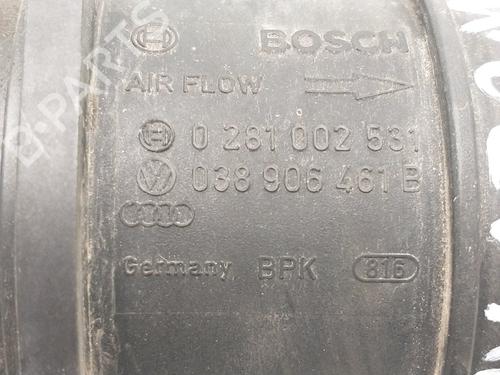 BOSCH
AIR FLOW
0 281 002 531
038 906 461 B
Germany BPK 816
B-PARTS